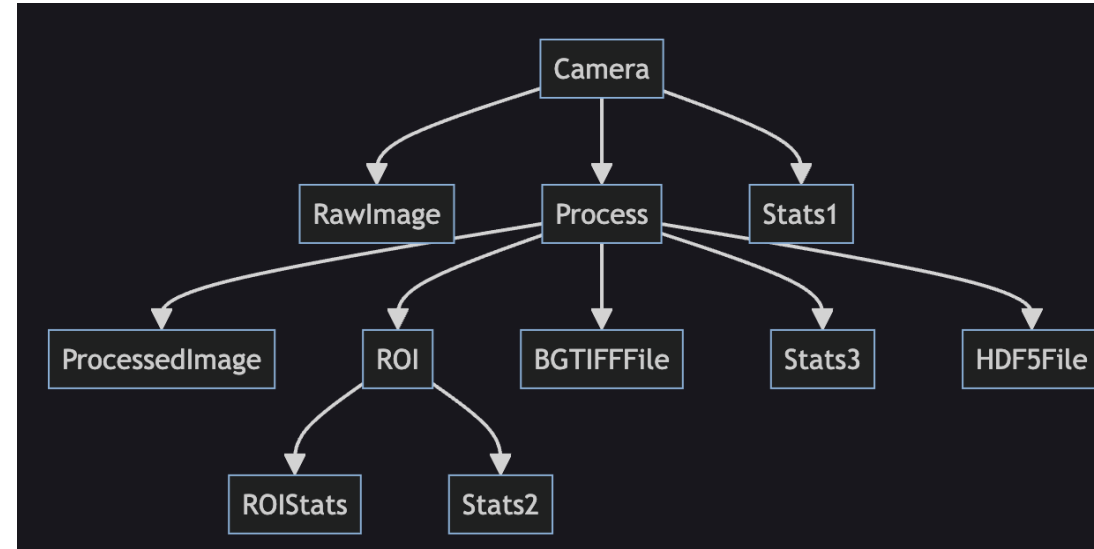 Camera
RawImage
Process
Stats1
ProcessedImage
ROI
BGTIFFFile
Stats3
HDF5File
ROIStats
Stats2